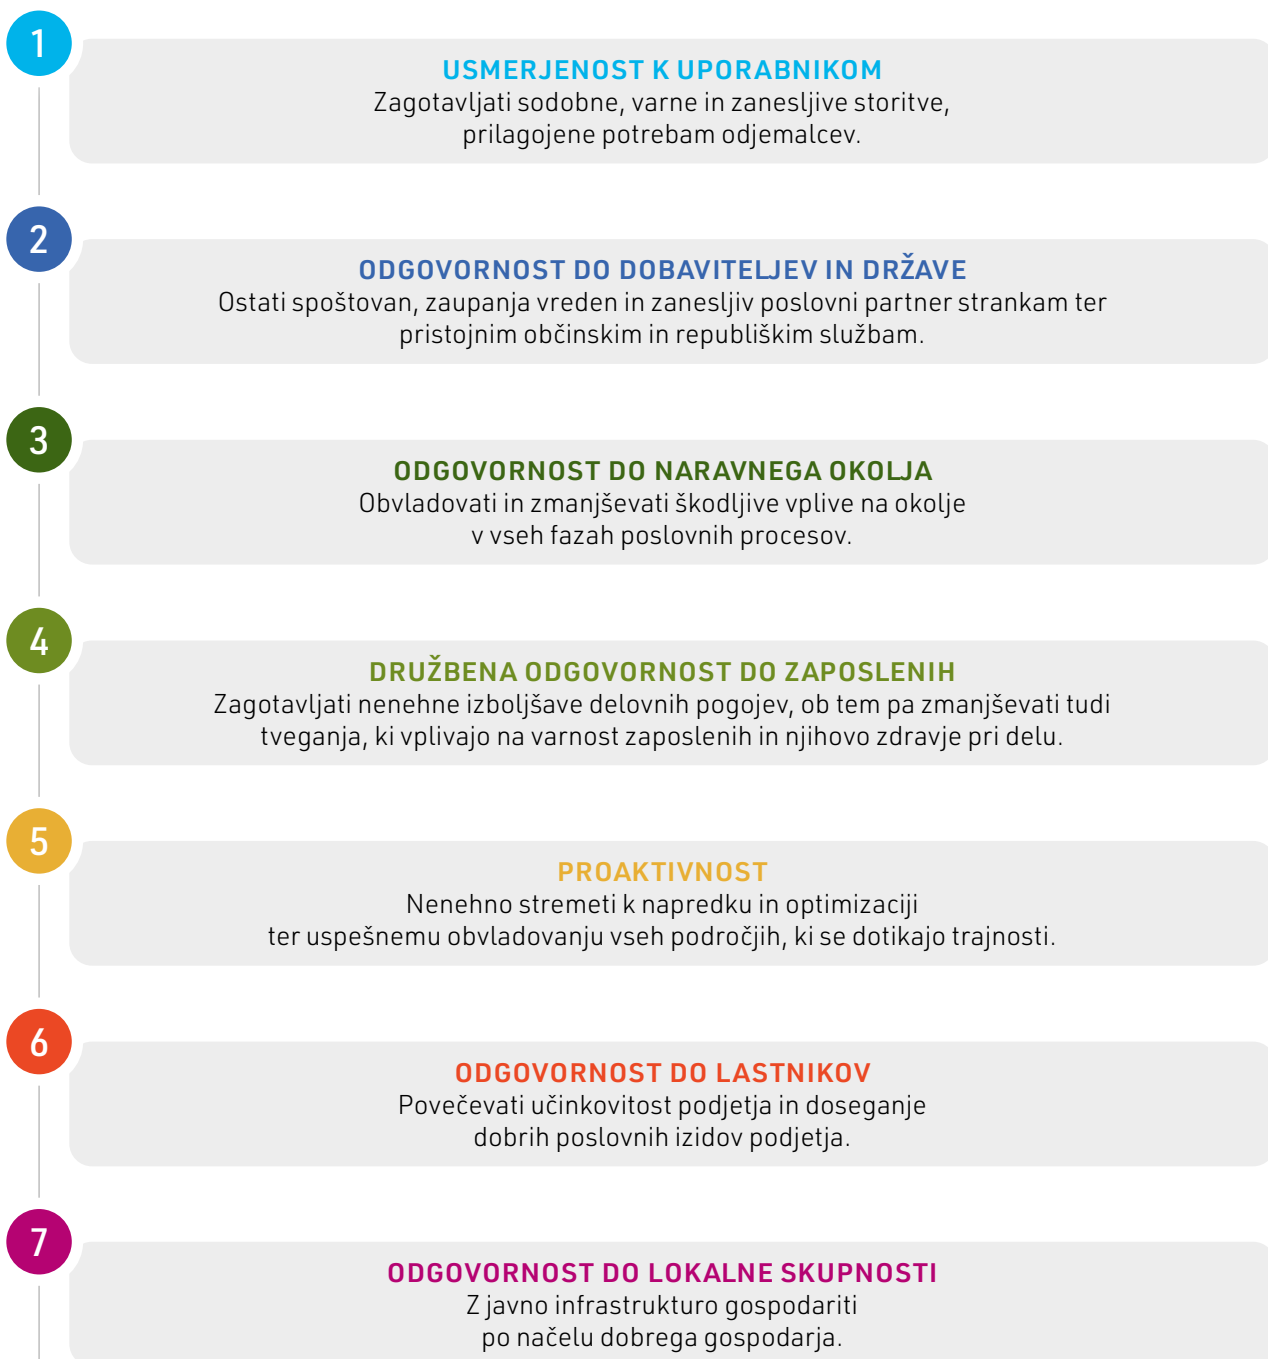 1
USMERJENOST K UPORABNIKOM
Zagotavljati sodobne, varne in zanesljive storitve,
prilagojene potrebam odjemalcev.
2
ODGOVORNOST DO DOBAVITELJEV IN DRŽAVE
Ostati spoštovan, zaupanja vreden in zanesljiv poslovni partner strankam ter
pristojnim občinskim in republiškim službam.
3
ODGOVORNOST DO NARAVNEGA OKOLJA
Obvladovati in zmanjševati škodljive vplive na okolje
v vseh fazah poslovnih procesov.
4
DRUŽBENA ODGOVORNOST DO ZAPOSLENIH
Zagotavljati nenehne izboljšave delovnih pogojev, ob tem pa zmanjševati tudi
tveganja, ki vplivajo na varnost zaposlenih in njihovo zdravje pri delu.
5
PROAKTIVNOST
Nenehno stremeti k napredku in optimizaciji
ter uspešnemu obvladovanju vseh področjih, ki se dotikajo trajnosti.
6
ODGOVORNOST DO LASTNIKOV
Povečevati učinkovitost podjetja in doseganje
dobrih poslovnih izidov podjetja.
7
ODGOVORNOST DO LOKALNE SKUPNOSTI
Z javno infrastrukturo gospodariti
po načelu dobrega gospodarja.